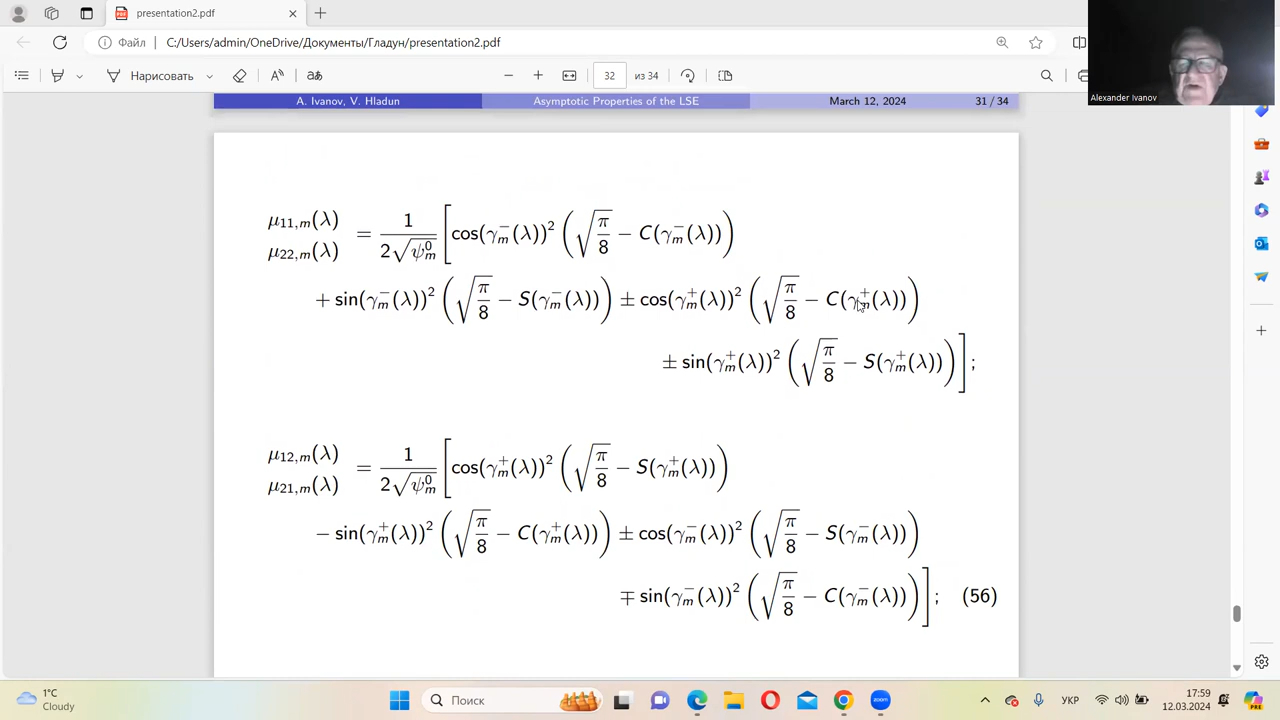 presentation2.pdf
Файл C:/Users/admin/OneDrive/Документы/Гладун/presentation2.pdf
Нарисовать 32 из 34
Alexander Ivanov
A. Ivanov, V. Hladun Asymptotic Properties of the LSE March 12, 2024 31 / 34
μ₁₁,ₘ(λ)
μ₂₂,ₘ(λ) = 1/(2√ψ⁰ₘ) [cos(γ⁻ₘ(λ))² (√(π/8) − C(γ⁻ₘ(λ)))
+ sin(γ⁻ₘ(λ))² (√(π/8) − S(γ⁻ₘ(λ))) ± cos(γ⁺ₘ(λ))² (√(π/8) − C(γ⁺ₘ(λ)))
± sin(γ⁺ₘ(λ))² (√(π/8) − S(γ⁺ₘ(λ)))];
μ₁₂,ₘ(λ)
μ₂₁,ₘ(λ) = 1/(2√ψ⁰ₘ) [cos(γ⁺ₘ(λ))² (√(π/8) − S(γ⁺ₘ(λ)))
− sin(γ⁺ₘ(λ))² (√(π/8) − C(γ⁺ₘ(λ))) ± cos(γ⁻ₘ(λ))² (√(π/8) − S(γ⁻ₘ(λ)))
∓ sin(γ⁻ₘ(λ))² (√(π/8) − C(γ⁻ₘ(λ)))]; (56)
1°C
Cloudy
Поиск
zoom
УКР
17:59
12.03.2024
PRE